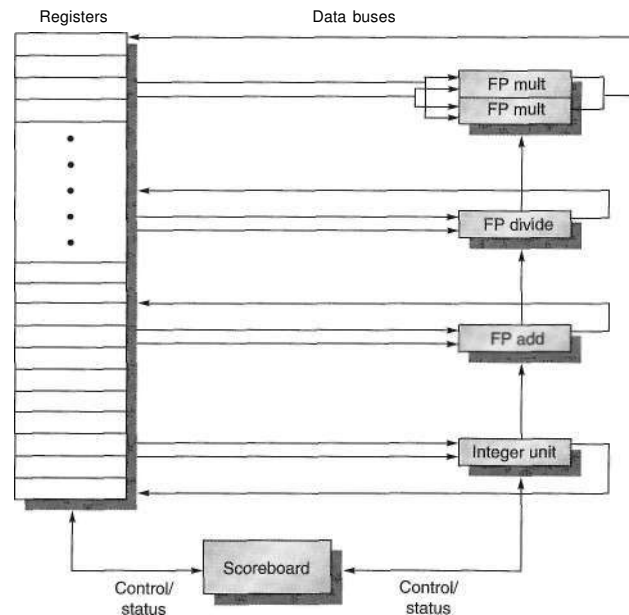 Registers
Data buses
FP mult
FP mult
FP divide
FP add
Integer unit
Scoreboard
Control/
status
Control/
status